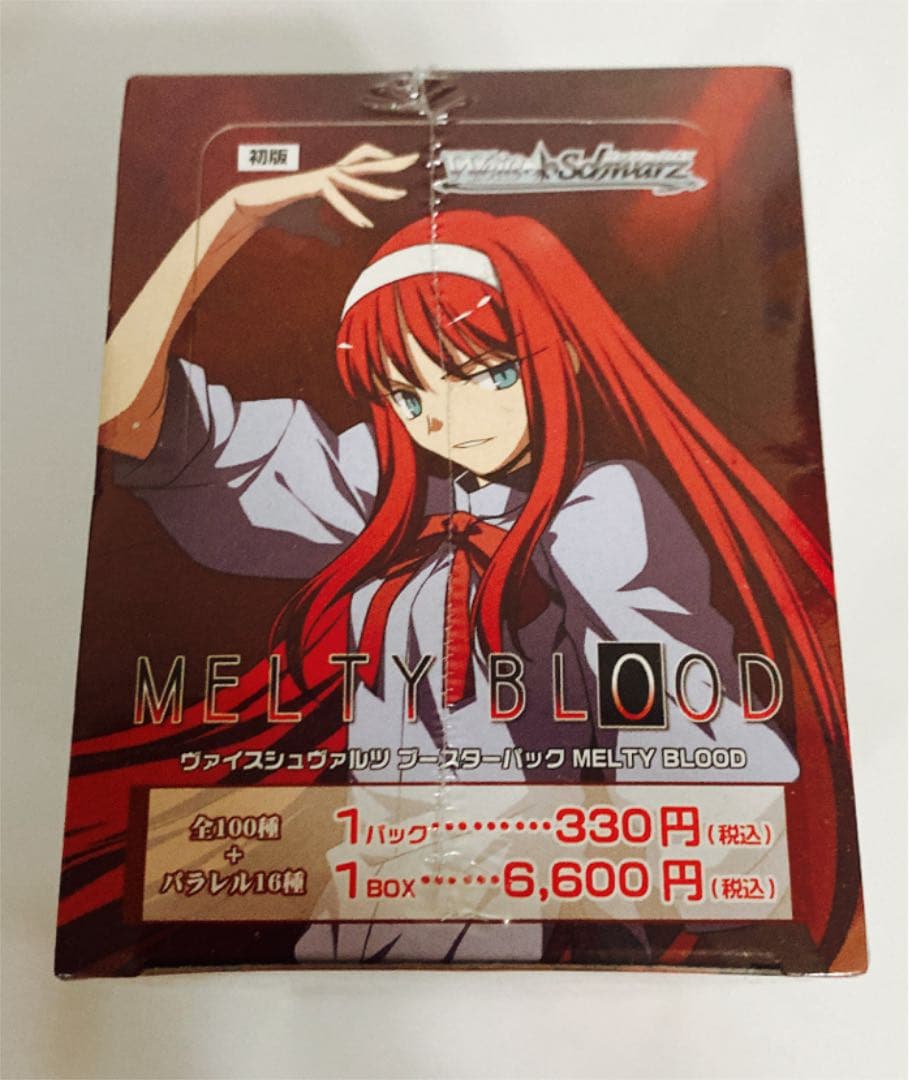 初版
Weiß Schwarz
MELTY BLOOD
ヴァイスシュヴァルツ ブースターパック MELTY BLOOD
全100種
+
パラレル16種
1パック・・・・・・・・・330円(税込)
1BOX・・・・・・・6,600円(税込)